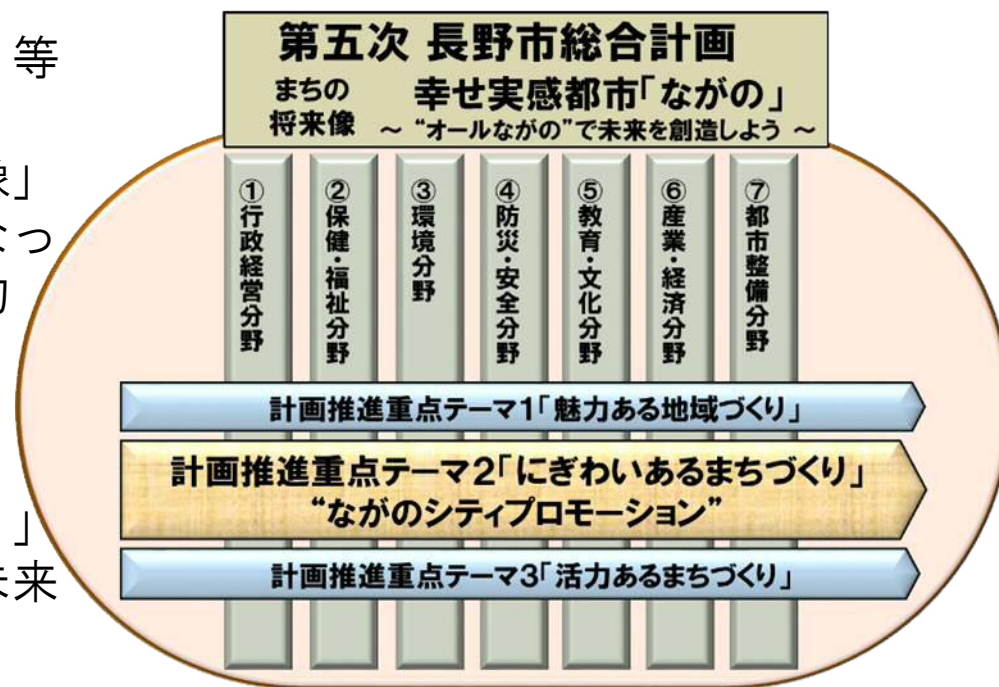 等
像」
なっ
」
未来
第五次 長野市総合計画
まちの
将来像
幸せ実感都市「ながの」
～ “オールながの”で未来を創造しよう ～
①行政経営分野
②保健・福祉分野
③環境分野
④防災・安全分野
⑤教育・文化分野
⑥産業・経済分野
⑦都市整備分野
計画推進重点テーマ1「魅力ある地域づくり」
計画推進重点テーマ2「にぎわいあるまちづくり」
“ながのシティプロモーション”
計画推進重点テーマ3「活力あるまちづくり」